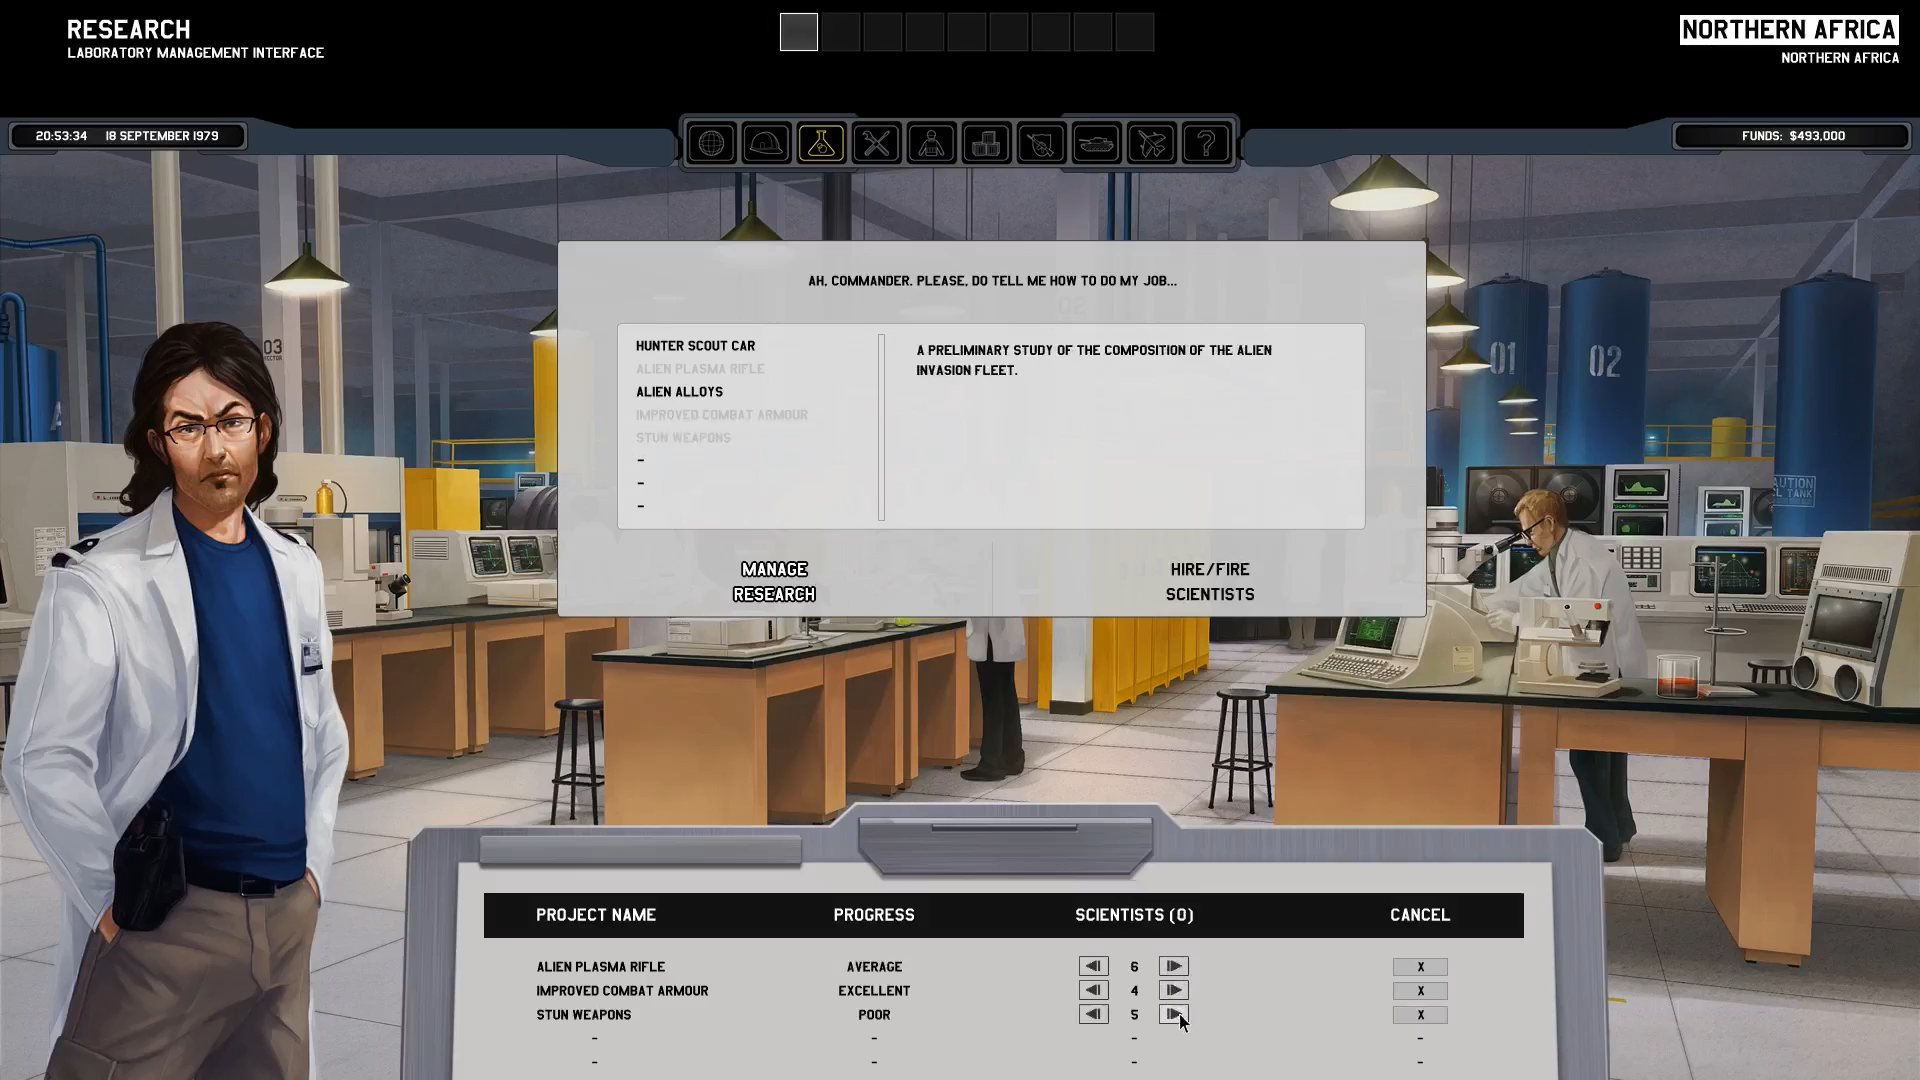 RESEARCH
LABORATORY MANAGEMENT INTERFACE
NORTHERN AFRICA
NORTHERN AFRICA
20:53:34 18 SEPTEMBER 1979
FUNDS: $493,000
AH, COMMANDER. PLEASE, DO TELL ME HOW TO DO MY JOB...
HUNTER SCOUT CAR
ALIEN PLASMA RIFLE
ALIEN ALLOYS
IMPROVED COMBAT ARMOUR
STUN WEAPONS
-
-
-
A PRELIMINARY STUDY OF THE COMPOSITION OF THE ALIEN
INVASION FLEET.
MANAGE
RESEARCH
HIRE/FIRE
SCIENTISTS
03
01
02
PROJECT NAME PROGRESS SCIENTISTS (0) CANCEL
ALIEN PLASMA RIFLE AVERAGE 6 X
IMPROVED COMBAT ARMOUR EXCELLENT 4 X
STUN WEAPONS POOR 5 X
- - - -
- - - -